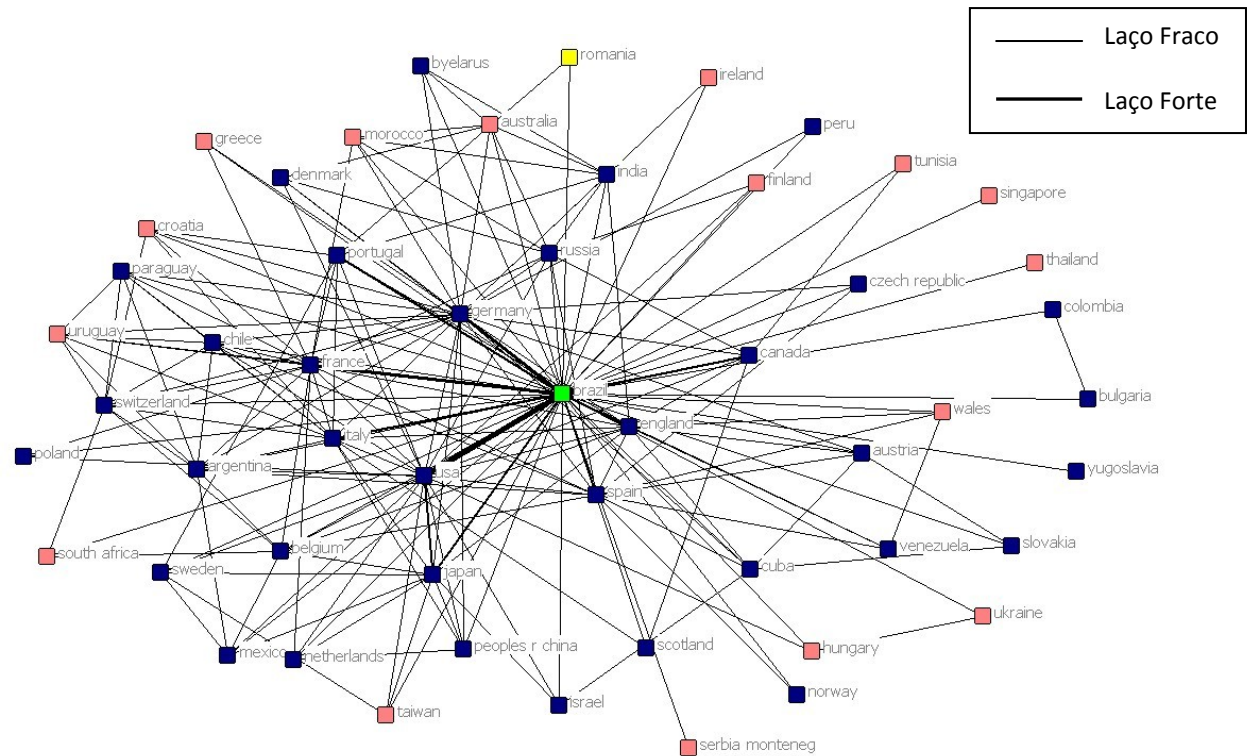 Laço Fraco
Laço Forte
romania
byelarus
ireland
australia
peru
morocco
greece
tunisia
india
denmark
finland
singapore
croatia
portugal
russia
thailand
paraguay
czech republic
colombia
germany
uruguay
chile
canada
france
brazil
bulgaria
switzerland
wales
england
italy
poland
austria
argentina
yugoslavia
usa
spain
slovakia
venezuela
belgium
south africa
cuba
sweden
japan
ukraine
scotland
peoples r china
hungary
mexico
netherlands
norway
israel
taiwan
serbia monteneg